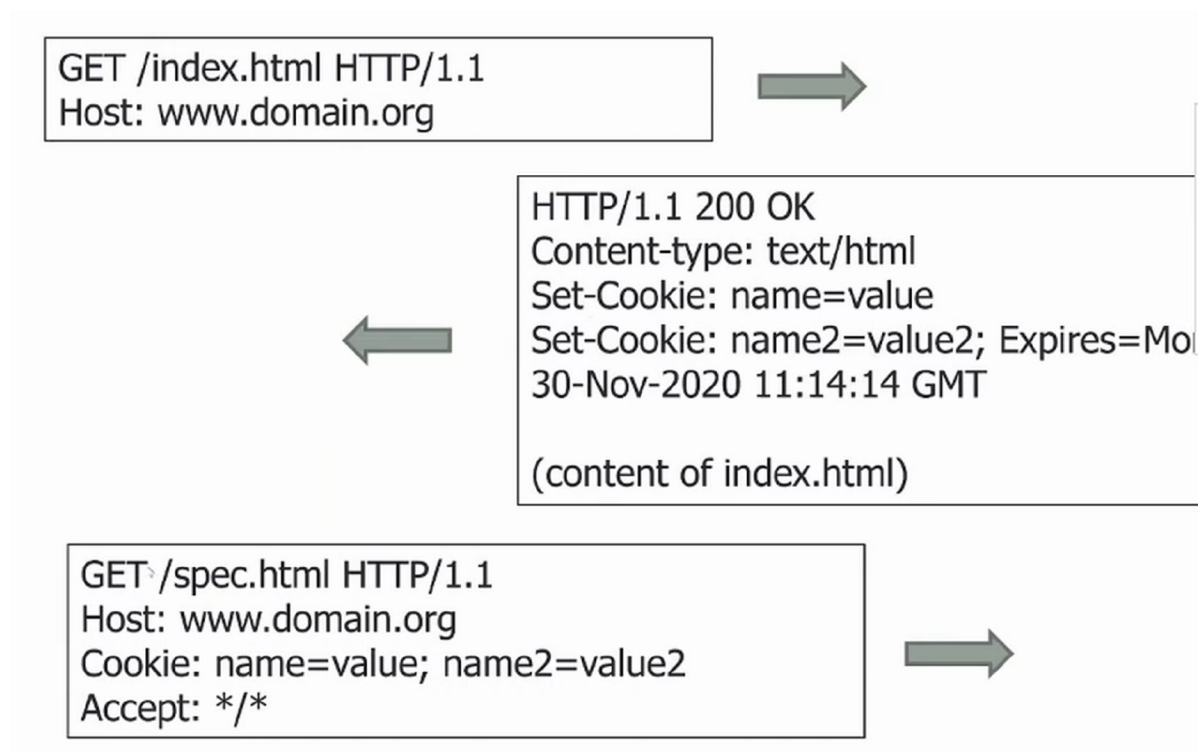 GET /index.html HTTP/1.1
Host: www.domain.org
HTTP/1.1 200 OK
Content-type: text/html
Set-Cookie: name=value
Set-Cookie: name2=value2; Expires=
30-Nov-2020 11:14:14 GMT
(content of index.html)
GET /spec.html HTTP/1.1
Host: www.domain.org
Cookie: name=value; name2=value2
Accept: */*